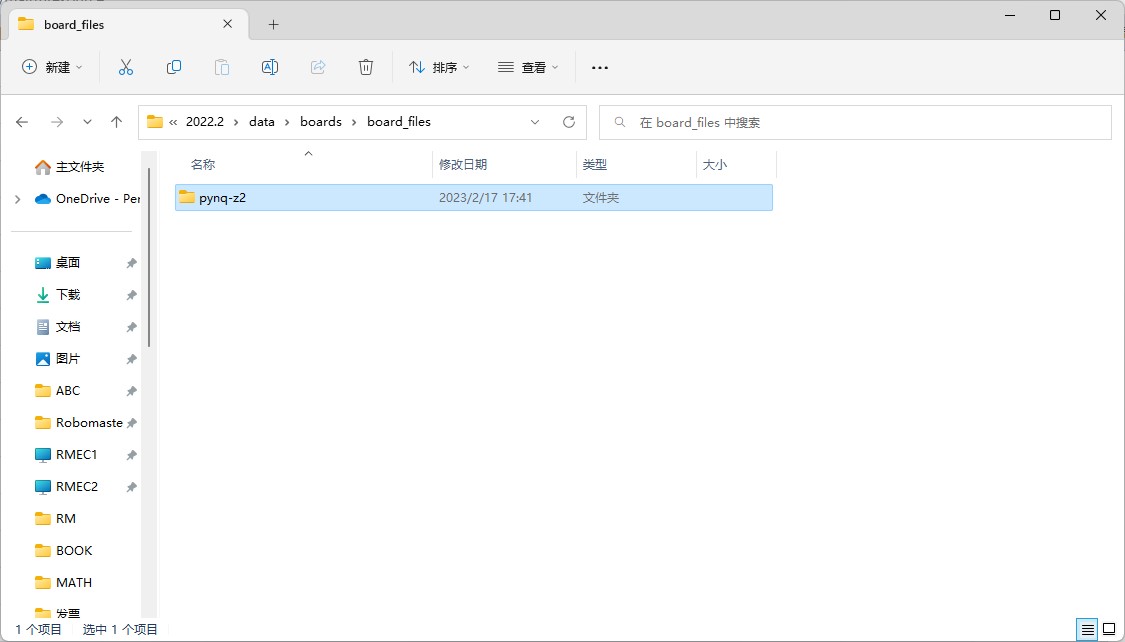 board_files
新建
排序
查看
2022.2 > data > boards > board_files
在 board_files 中搜索
主文件夹
OneDrive - Per
桌面
下载
文档
图片
ABC
Robomaste
RMEC1
RMEC2
RM
BOOK
MATH
发票
名称 修改日期 类型 大小
pynq-z2 2023/2/17 17:41 文件夹
1 个项目 选中 1 个项目